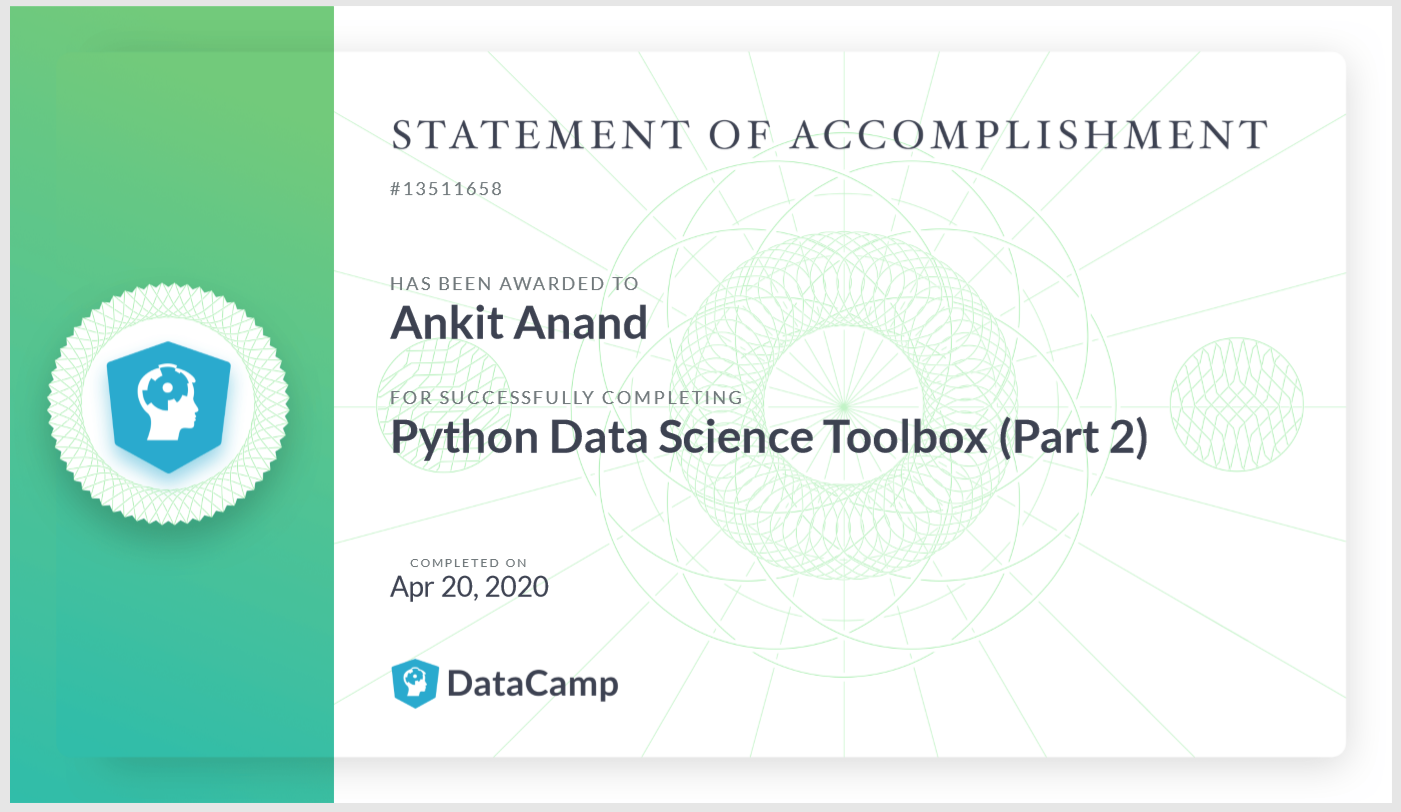 STATEMENT OF ACCOMPLISHMENT
#13511658
HAS BEEN AWARDED TO
Ankit Anand
FOR SUCCESSFULLY COMPLETING
Python Data Science Toolbox (Part 2)
COMPLETED ON
Apr 20, 2020
DataCamp